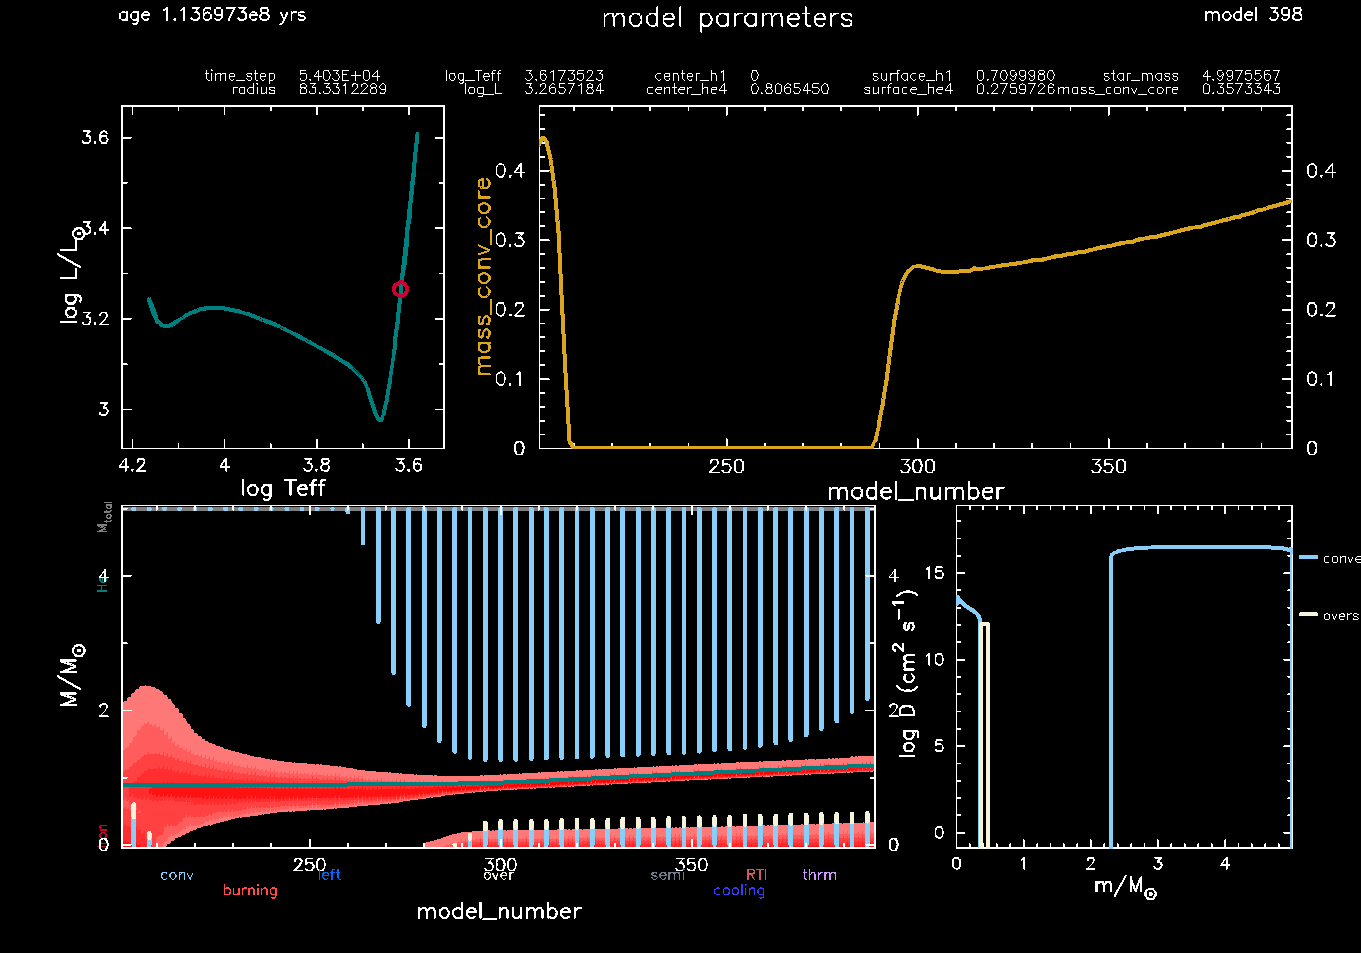 age 1.136973e8 yrs
model parameters
model 398
time_step 5.403E+04 log_Teff 3.6173523 center_h1 0 surface_h1 0.7099980 star_mass 4.9975567
radius 83.3312289 log_L 3.2657184 center_he4 0.8065450 surface_he4 0.2759726 mass_conv_core 0.3573343
3.6
3.4
3.2
3
log L/L⊙
4.2 4 3.8 3.6
log Teff
mass_conv_core
0.4
0.3
0.2
0.1
0
0.4
0.3
0.2
0.1
0
250 300 350
model_number
Mtotal
He
M/M⊙
4
2
0
4
2
0
250 300 350
conv left over semi RTI thrm
burning cooling
model_number
log D (cm² s⁻¹)
15
10
5
0
0 1 2 3 4
m/M⊙
conve
overs